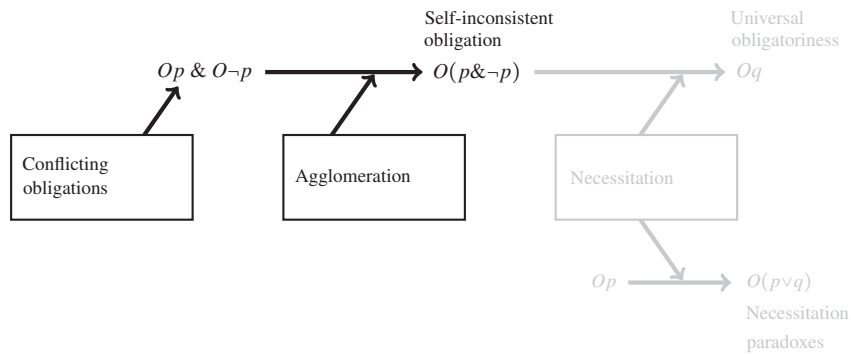 Self-inconsistent
obligation
Universal
obligatoriness
Op & O¬p
O(p&¬p)
Oq
Conflicting
obligations
Agglomeration
Necessitation
Op
O(p∨q)
Necessitation
paradoxes